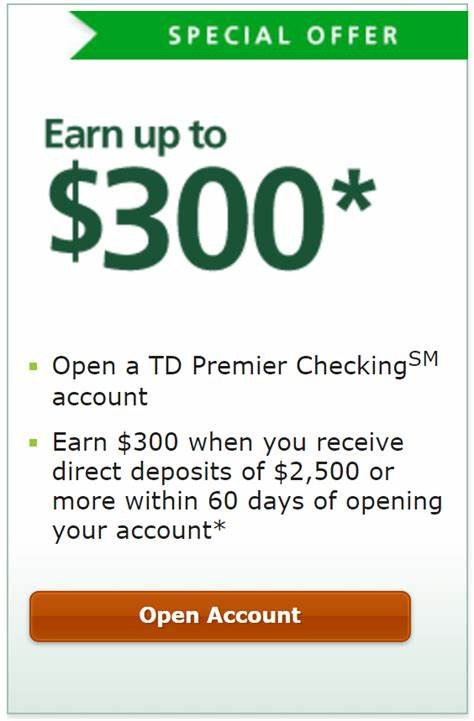 SPECIAL OFFER
Earn up to
$300*
Open a TD Premier Checking℠
account
Earn $300 when you receive
direct deposits of $2,500 or
more within 60 days of opening
your account*
Open Account